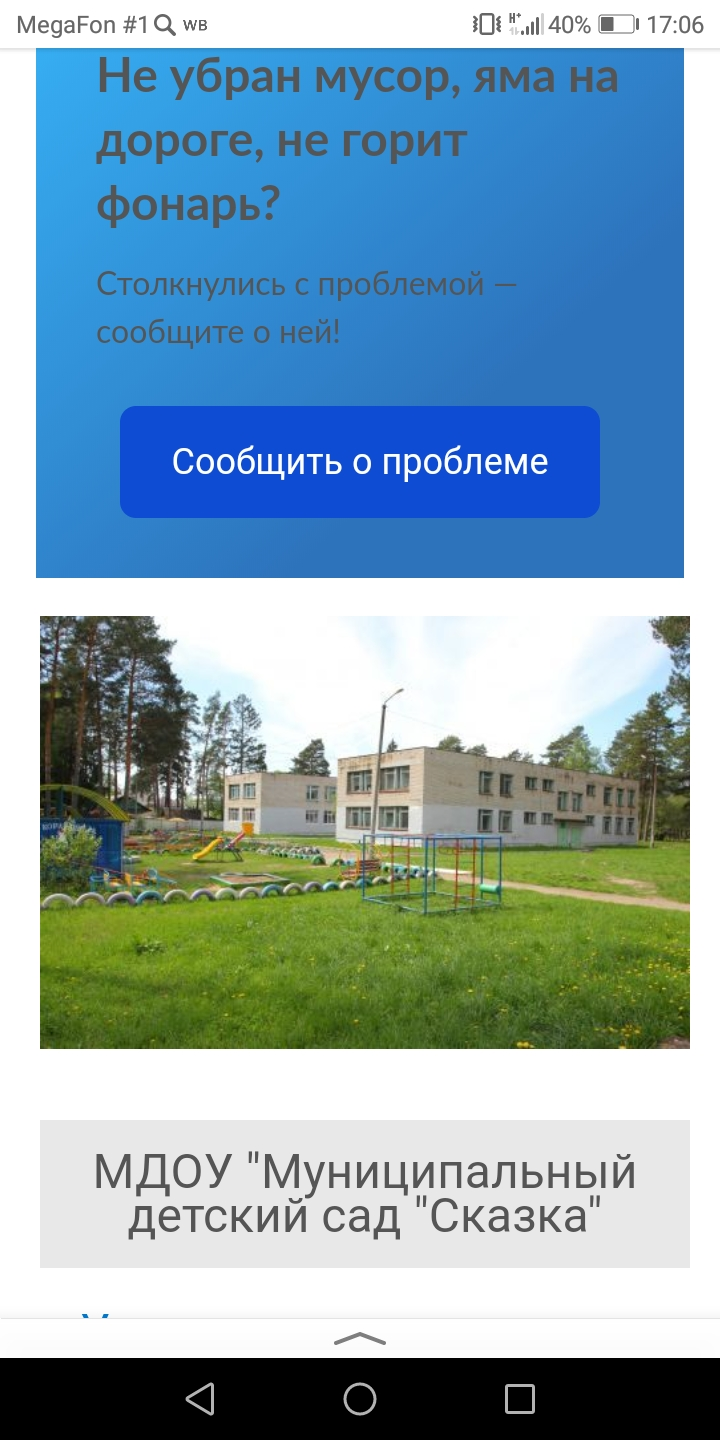 MegaFon #1 WB H+ 40% 17:06
Не убран мусор, яма на
дороге, не горит
фонарь?
Столкнулись с проблемой —
сообщите о ней!
Сообщить о проблеме
МДОУ "Муниципальный
детский сад "Сказка"